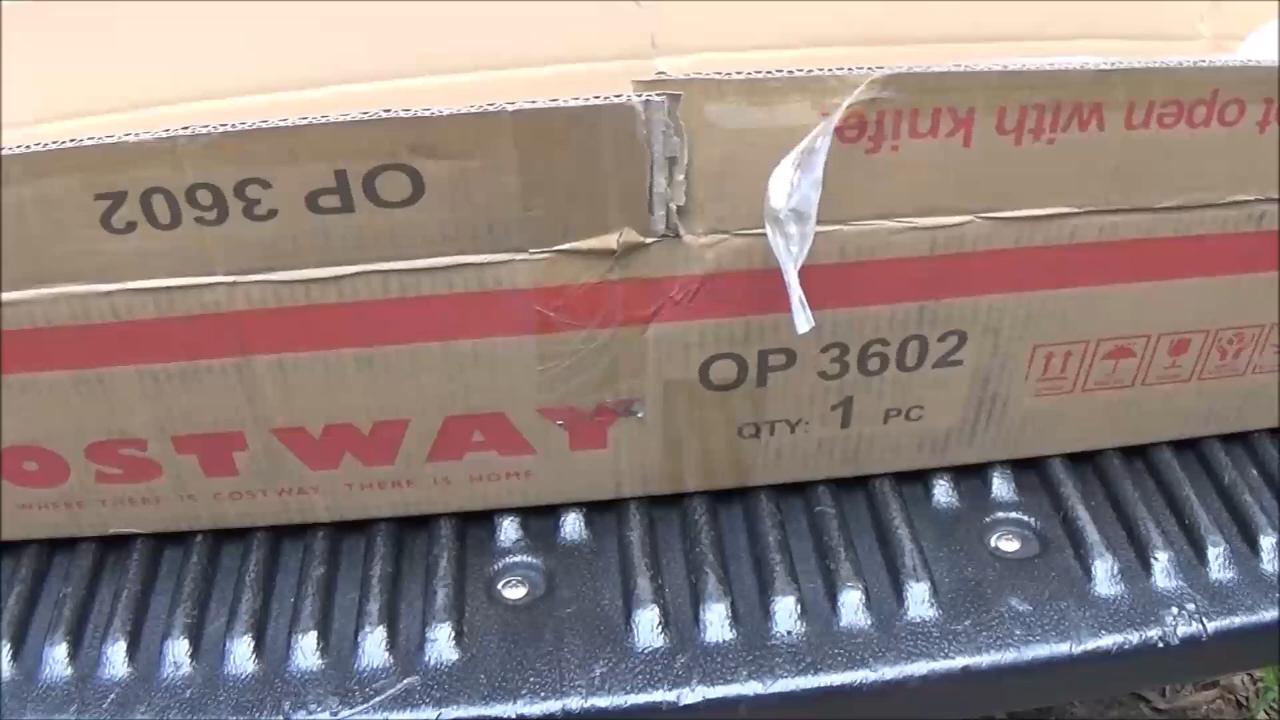 t open with knife.
OP 3602
OP 3602
QTY: 1 PC
OSTWAY
WHERE THERE IS COSTWAY, THERE IS HOME